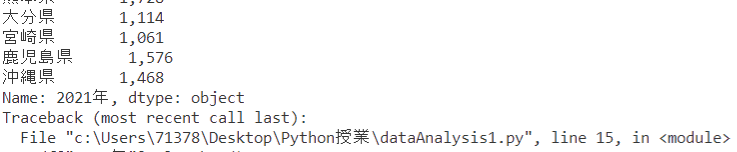 大分県 1,114
宮崎県 1,061
鹿児島県 1,576
沖縄県 1,468
Name: 2021年, dtype: object
Traceback (most recent call last):
File "c:\Users\71378\Desktop\Python授業\dataAnalysis1.py", line 15, in <module>